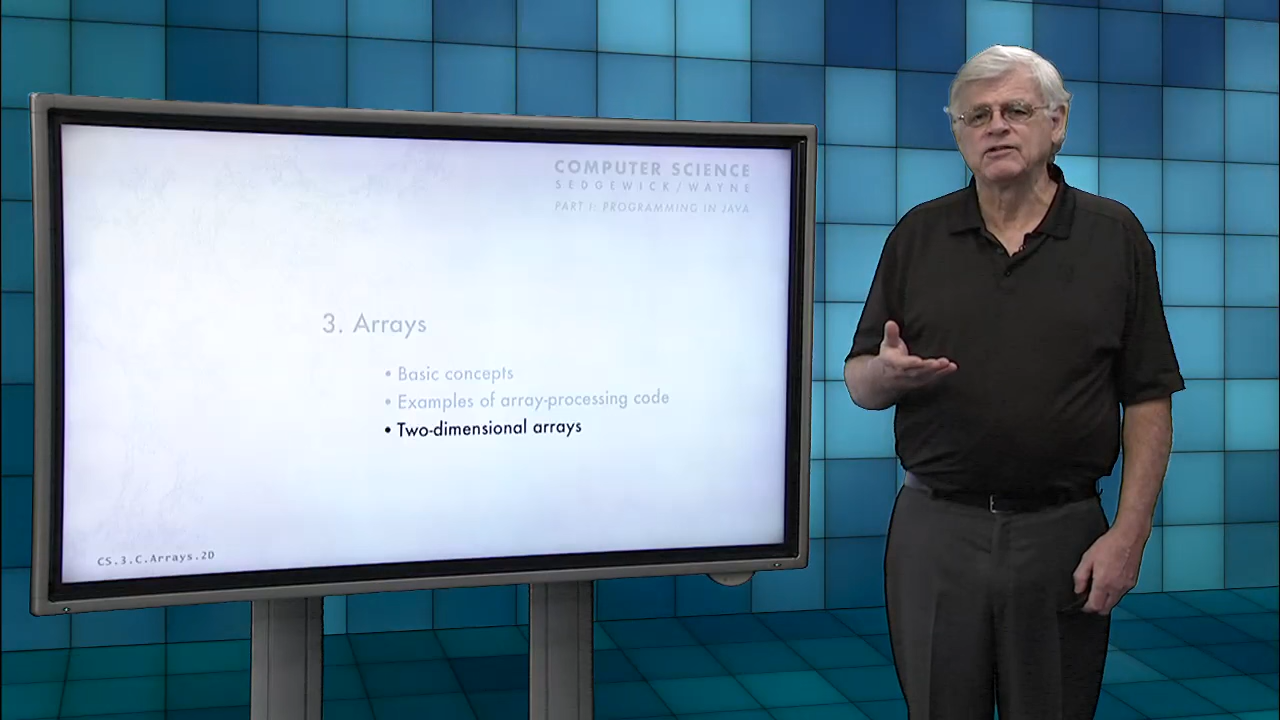 COMPUTER SCIENCE
SEDGEWICK/WAYNE
PART I: PROGRAMMING IN JAVA
3. Arrays
• Basic concepts
• Examples of array-processing code
• Two-dimensional arrays
CS.3.C.Arrays.2D